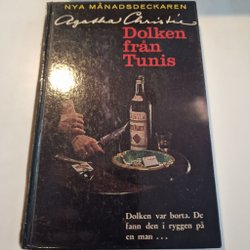 NYA MÅNADSDECKAREN
Agatha Christie
Dolken
från
Tunis
Dolken var borta. De
fann den i ryggen på
en man ...